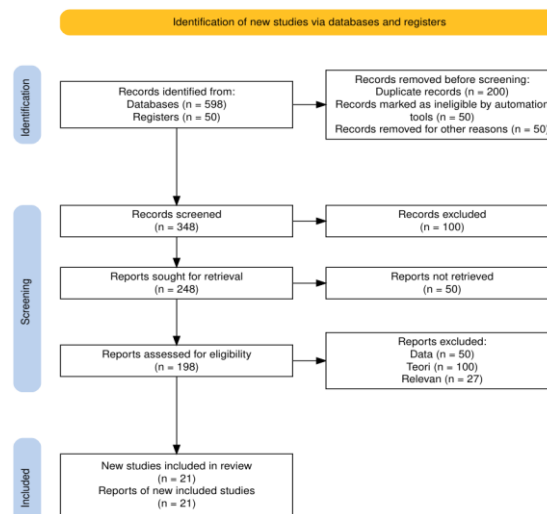 Identification of new studies via databases and registers
Identification
Records identified from:
Databases (n = 598)
Registers (n = 50)
Records removed before screening:
Duplicate records (n = 200)
Records marked as ineligible by automation
tools (n = 50)
Records removed for other reasons (n = 50)
Screening
Records screened
(n = 348)
Records excluded
(n = 100)
Reports sought for retrieval
(n = 248)
Reports not retrieved
(n = 50)
Reports assessed for eligibility
(n = 198)
Reports excluded:
Data (n = 50)
Teori (n = 100)
Relevan (n = 27)
Included
New studies included in review
(n = 21)
Reports of new included studies
(n = 21)